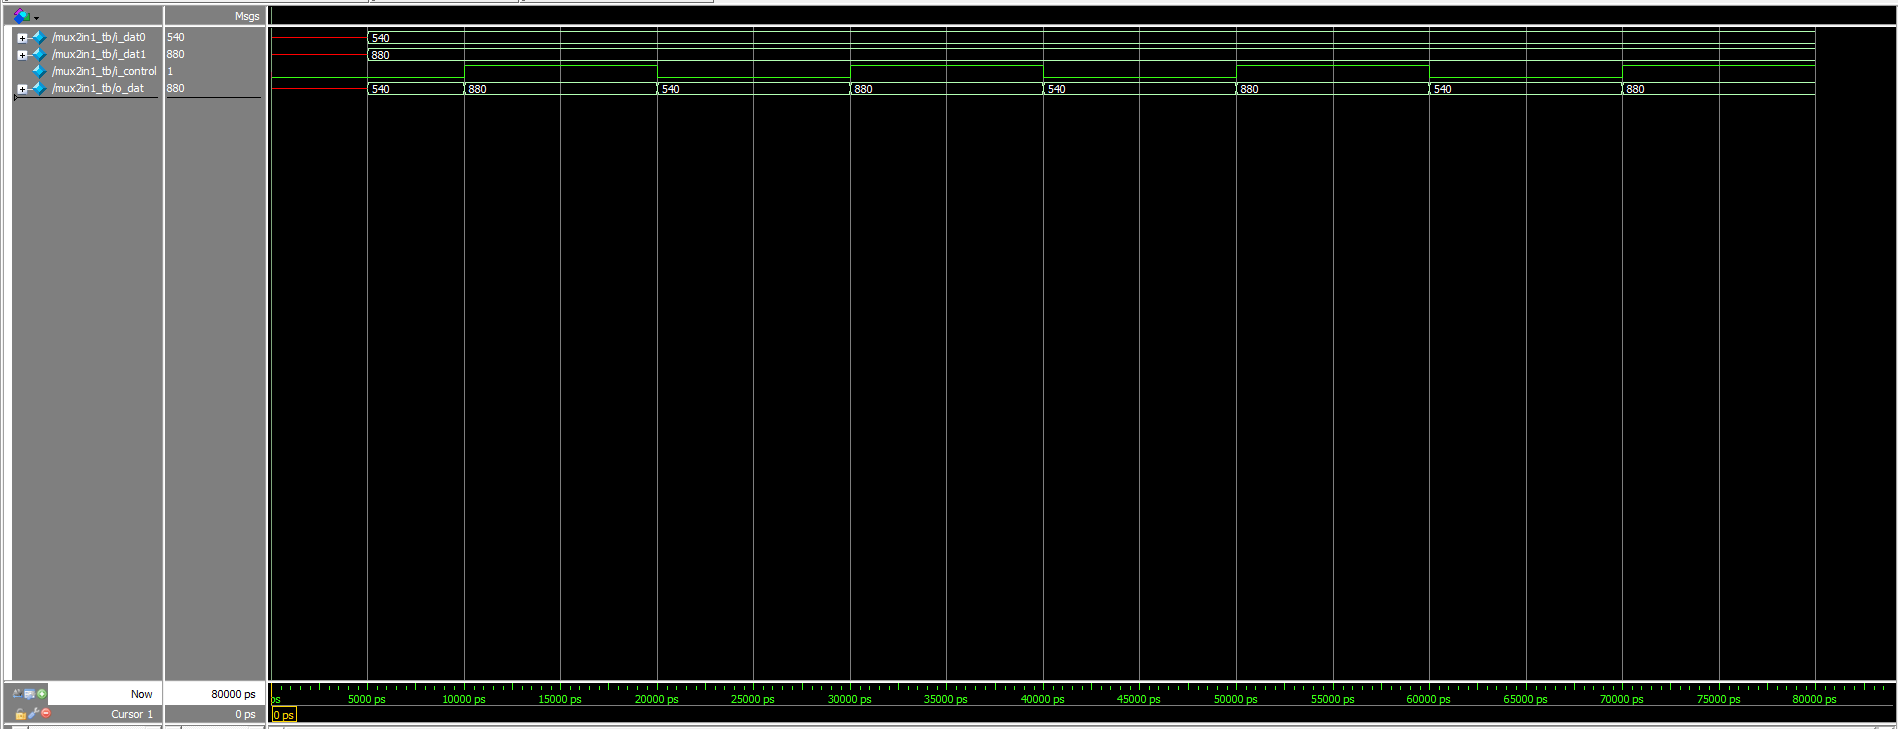 Msgs
/mux2in1_tb/i_dat0 540 540
/mux2in1_tb/i_dat1 880 880
/mux2in1_tb/i_control 1
/mux2in1_tb/o_dat 880 540 880 540 880 540 880 540 880
Now 80000 ps ps 5000 ps 10000 ps 15000 ps 20000 ps 25000 ps 30000 ps 35000 ps 40000 ps 45000 ps 50000 ps 55000 ps 60000 ps 65000 ps 70000 ps 75000 ps 80000 ps
Cursor 1 0 ps 0 ps